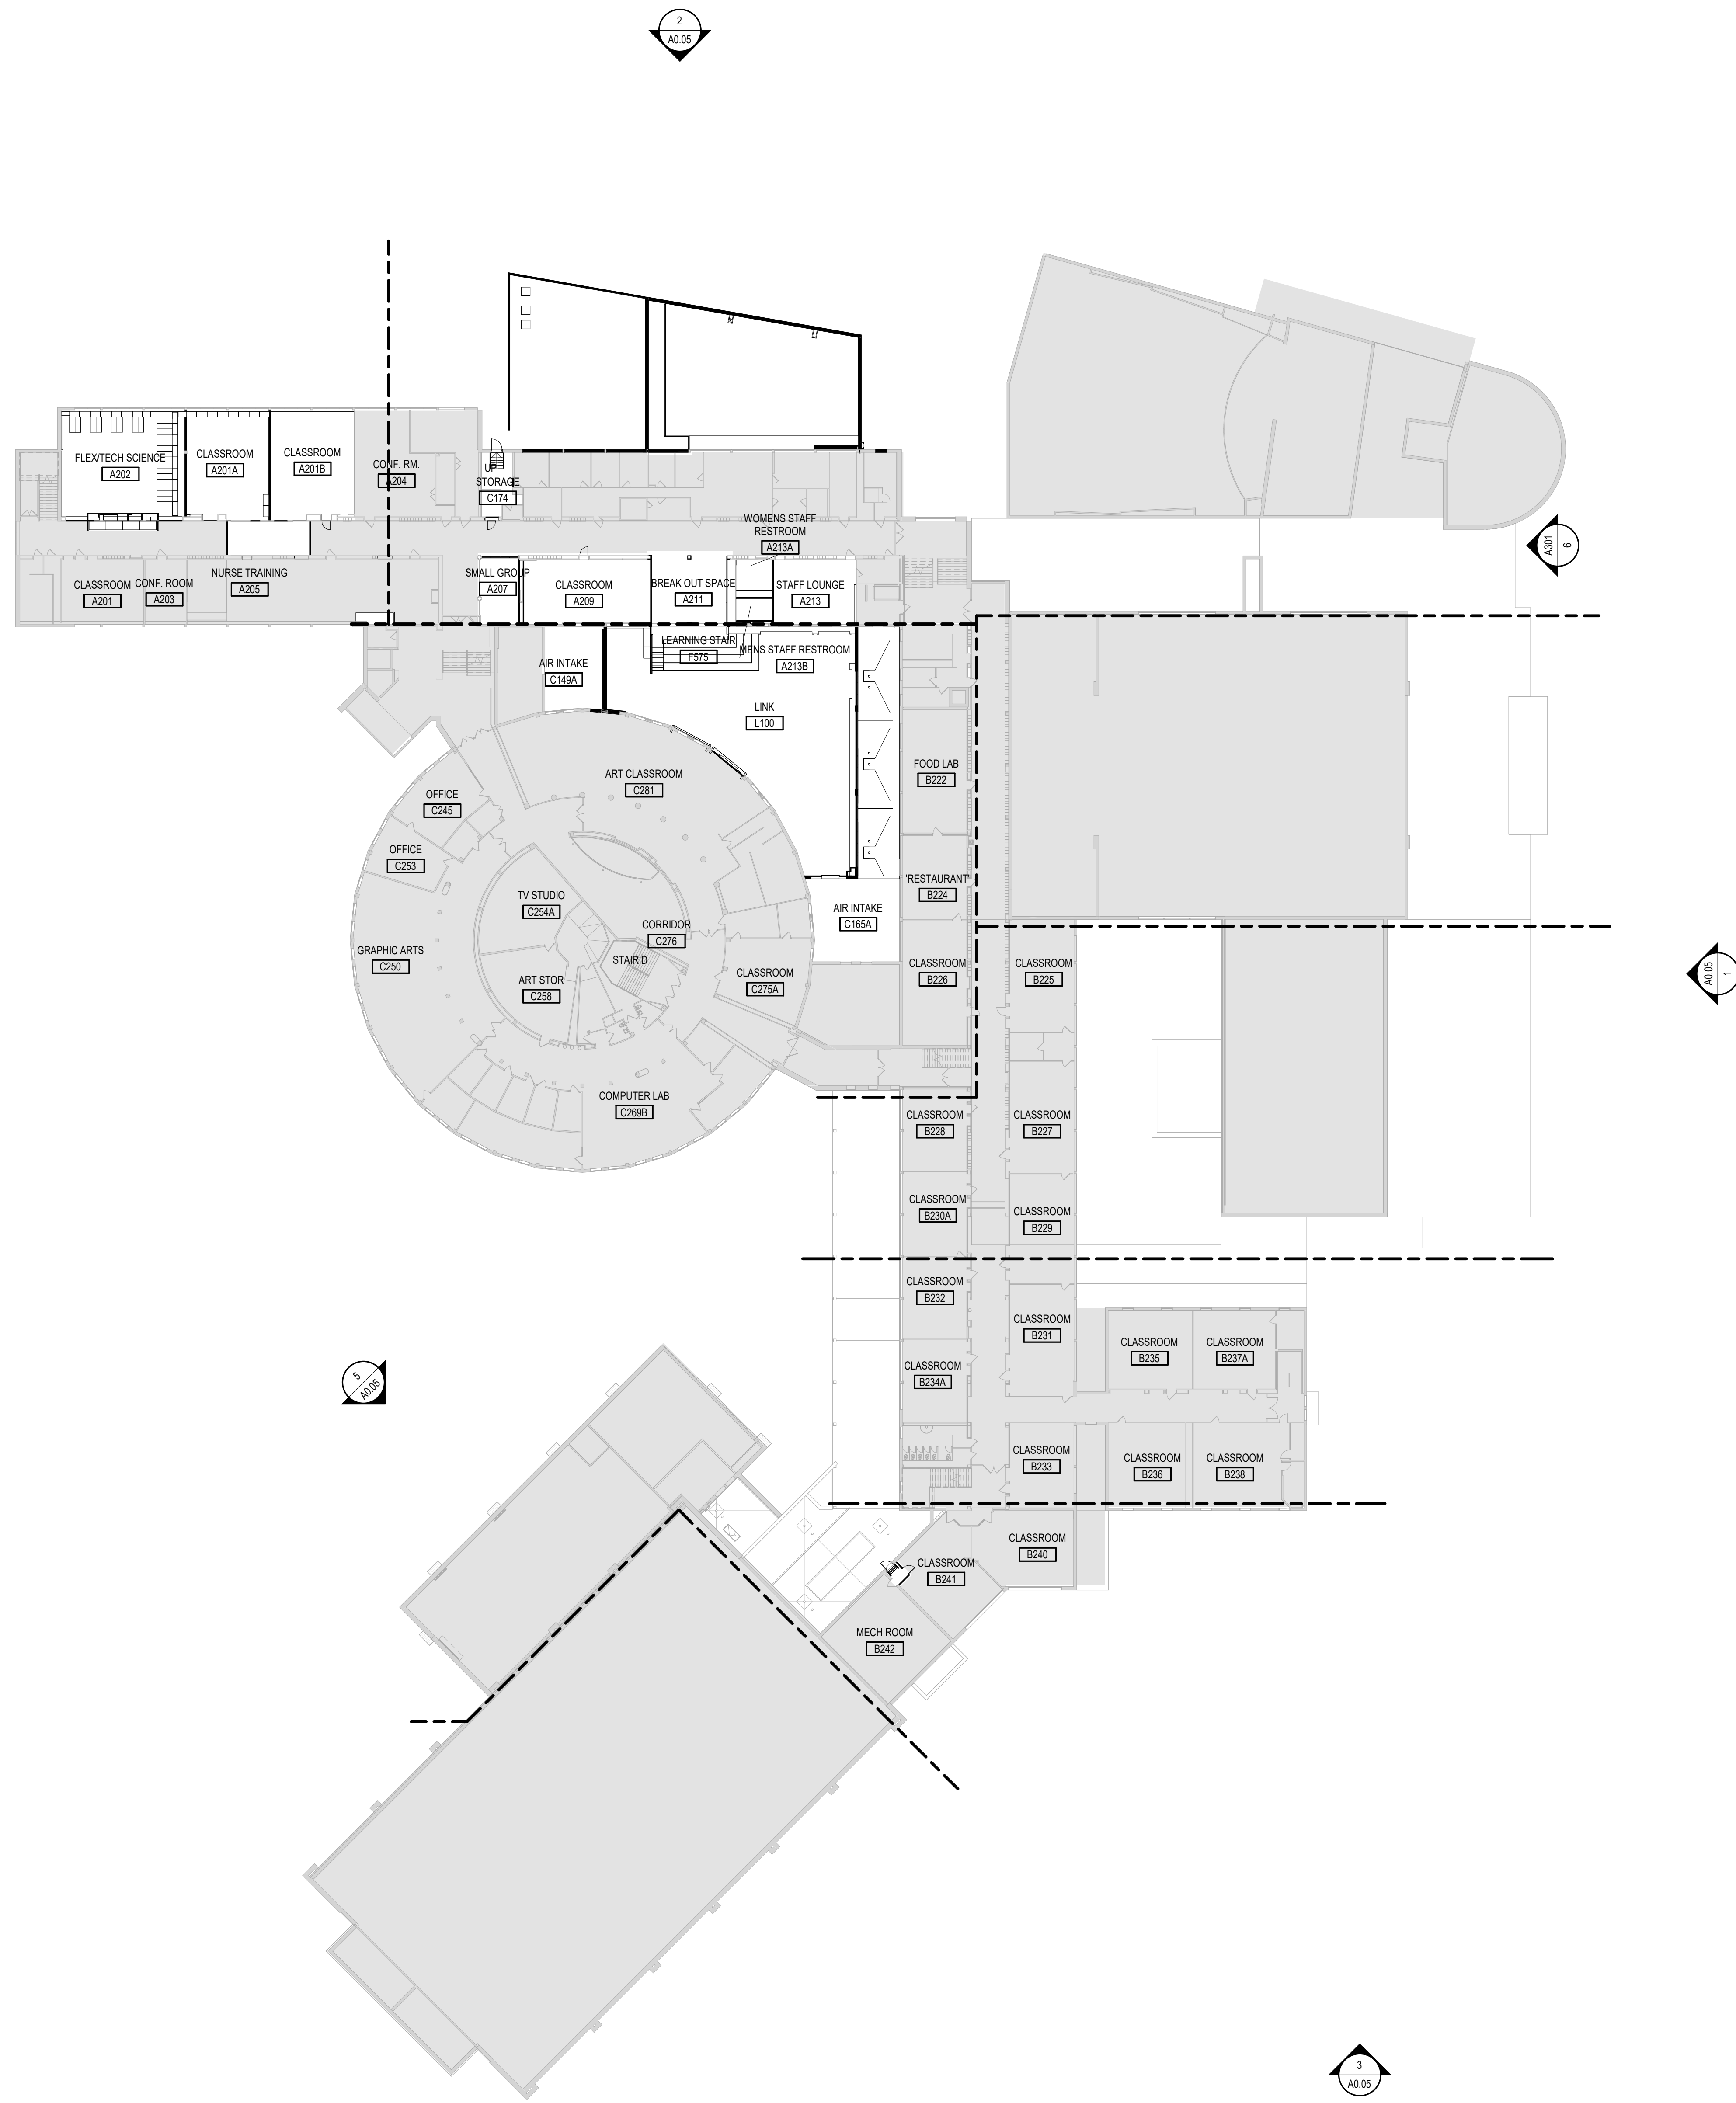 2
A0.05
FLEX/TECH SCIENCE
A202
CLASSROOM
A201A
CLASSROOM
A201B
CONF. RM.
A204
UP
STORAGE
C174
WOMENS STAFF
RESTROOM
A213A
A301
6
CLASSROOM
A201
CONF. ROOM
A203
NURSE TRAINING
A205
SMALL GROUP
A207
CLASSROOM
A209
BREAK OUT SPACE
A211
STAFF LOUNGE
A213
LEARNING STAIR
F575
MENS STAFF RESTROOM
A213B
AIR INTAKE
C149A
LINK
L100
ART CLASSROOM
C281
FOOD LAB
B222
OFFICE
C245
OFFICE
C253
TV STUDIO
C254A
'RESTAURANT'
B224
AIR INTAKE
C165A
CORRIDOR
C276
GRAPHIC ARTS
C250
STAIR D
ART STOR
C258
CLASSROOM
C275A
CLASSROOM
B226
CLASSROOM
B225
A0.05
1
COMPUTER LAB
C269B
CLASSROOM
B228
CLASSROOM
B227
CLASSROOM
B230A
CLASSROOM
B229
CLASSROOM
B232
CLASSROOM
B231
CLASSROOM
B235
CLASSROOM
B237A
5
A0.05
CLASSROOM
B234A
CLASSROOM
B233
CLASSROOM
B236
CLASSROOM
B238
CLASSROOM
B240
CLASSROOM
B241
MECH ROOM
B242
3
A0.05